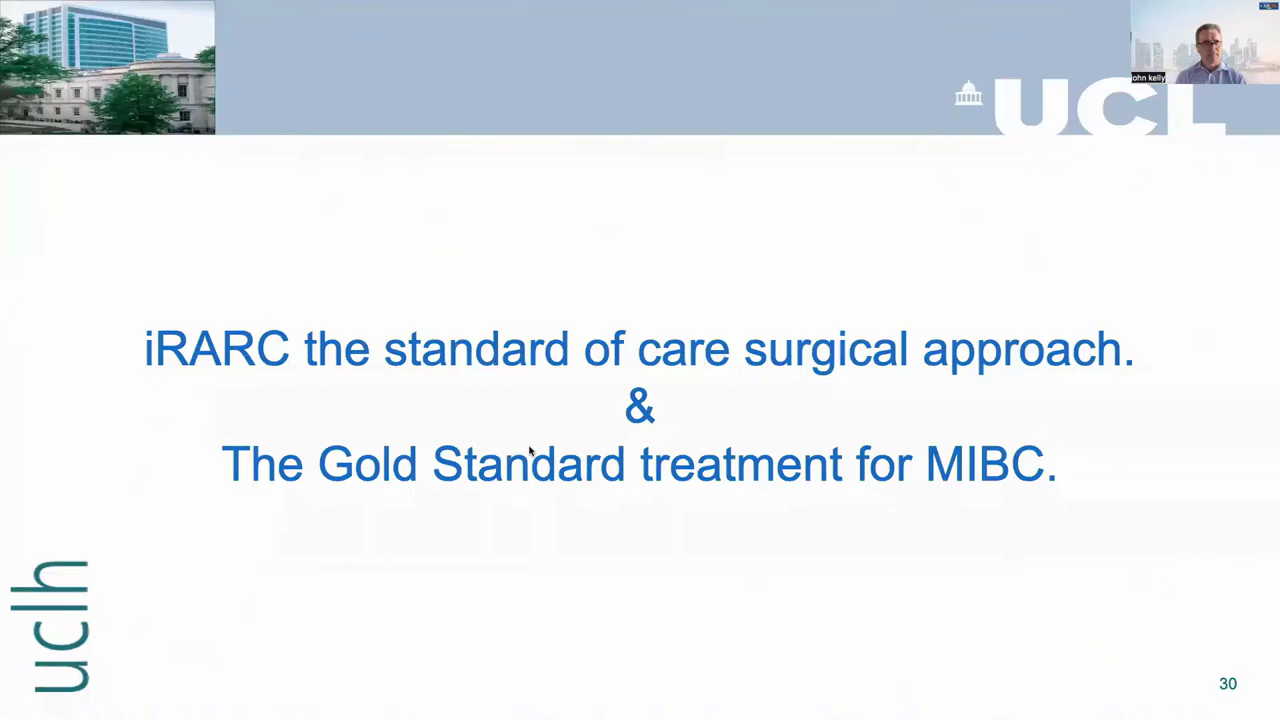 john kelly
UCL
iRARC the standard of care surgical approach.
&
The Gold Standard treatment for MIBC.
uclh
30